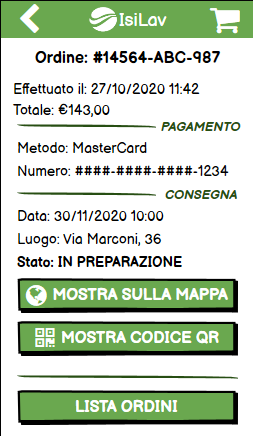 IsiLav
Ordine: #14564-ABC-987
Effettuato il: 27/10/2020 11:42
Totale: €143,00
PAGAMENTO
Metodo: MasterCard
Numero: ####-####-####-1234
CONSEGNA
Data: 30/11/2020 10:00
Luogo: Via Marconi, 36
Stato: IN PREPARAZIONE
MOSTRA SULLA MAPPA
MOSTRA CODICE QR
LISTA ORDINI